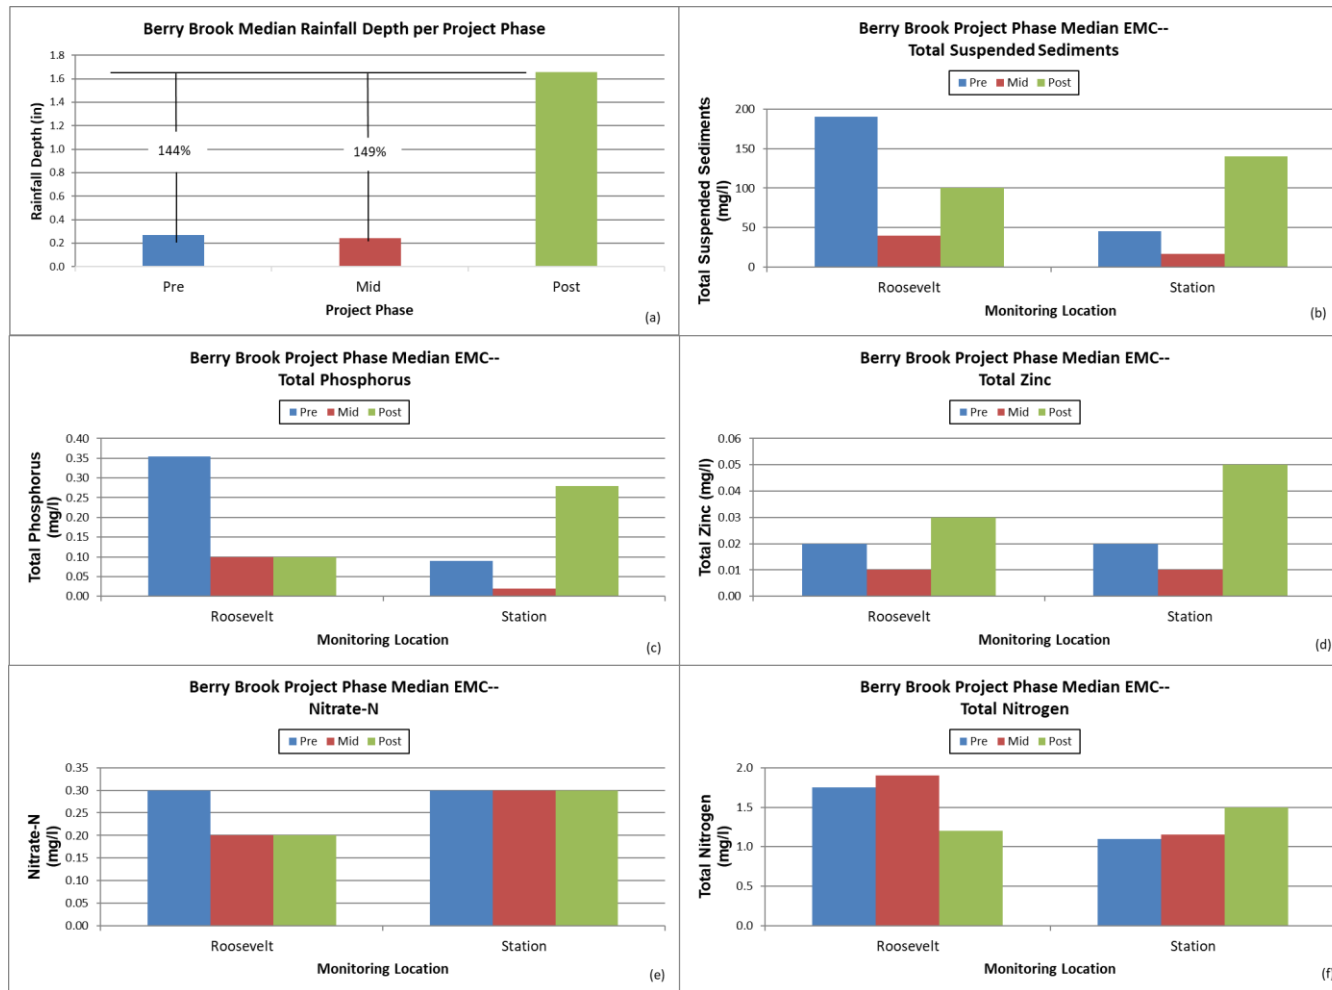 Berry Brook Median Rainfall Depth per Project Phase
Rainfall Depth (in)
1.8
1.6
1.4
1.2
1.0
0.8
0.6
0.4
0.2
0.0
144%
149%
Pre
Mid
Post
Project Phase
(a)
Berry Brook Project Phase Median EMC--
Total Suspended Sediments
Pre Mid Post
Total Suspended Sediments
(mg/l)
200
150
100
50
0
Roosevelt
Station
Monitoring Location
(b)
Berry Brook Project Phase Median EMC--
Total Phosphorus
Pre Mid Post
Total Phosphorus
(mg/l)
0.40
0.35
0.30
0.25
0.20
0.15
0.10
0.05
0.00
Roosevelt
Station
Monitoring Location
(c)
Berry Brook Project Phase Median EMC--
Total Zinc
Pre Mid Post
Total Zinc (mg/l)
0.06
0.05
0.04
0.03
0.02
0.01
0.00
Roosevelt
Station
Monitoring Location
(d)
Berry Brook Project Phase Median EMC--
Nitrate-N
Pre Mid Post
Nitrate-N
(mg/l)
0.35
0.30
0.25
0.20
0.15
0.10
0.05
0.00
Roosevelt
Station
Monitoring Location
(e)
Berry Brook Project Phase Median EMC--
Total Nitrogen
Pre Mid Post
Total Nitrogen
(mg/l)
2.0
1.5
1.0
0.5
0.0
Roosevelt
Station
Monitoring Location
(f)